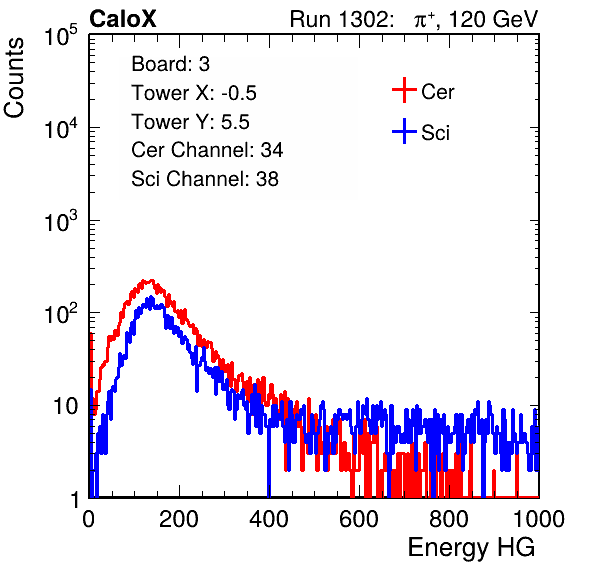 CaloX Run 1302: π⁺, 120 GeV
Counts
10⁵
10⁴
10³
10²
10
1
Board: 3
Tower X: -0.5
Tower Y: 5.5
Cer Channel: 34
Sci Channel: 38
Cer
Sci
0 200 400 600 800 1000
Energy HG